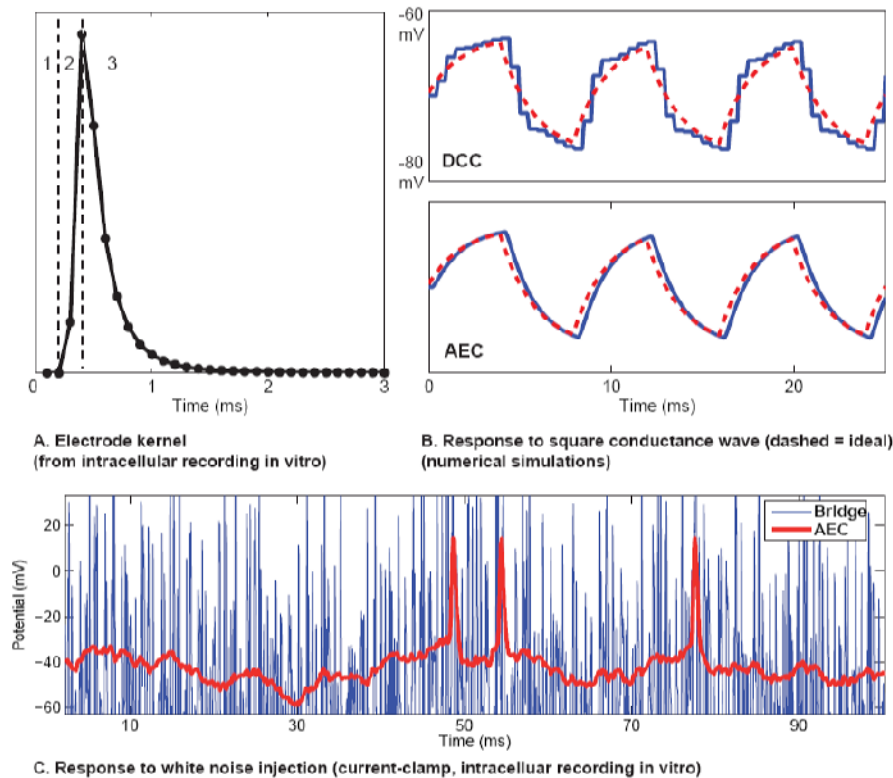 1
2
3
0
1
2
3
Time (ms)
A. Electrode kernel
(from intracellular recording in vitro)
-60
mV
-80
mV
DCC
AEC
0
10
20
Time (ms)
B. Response to square conductance wave (dashed = ideal)
(numerical simulations)
Potential (mV)
20
0
-20
-40
-60
Bridge
AEC
10
30
50
70
90
Time (ms)
C. Response to white noise injection (current-clamp, intracelluar recording in vitro)